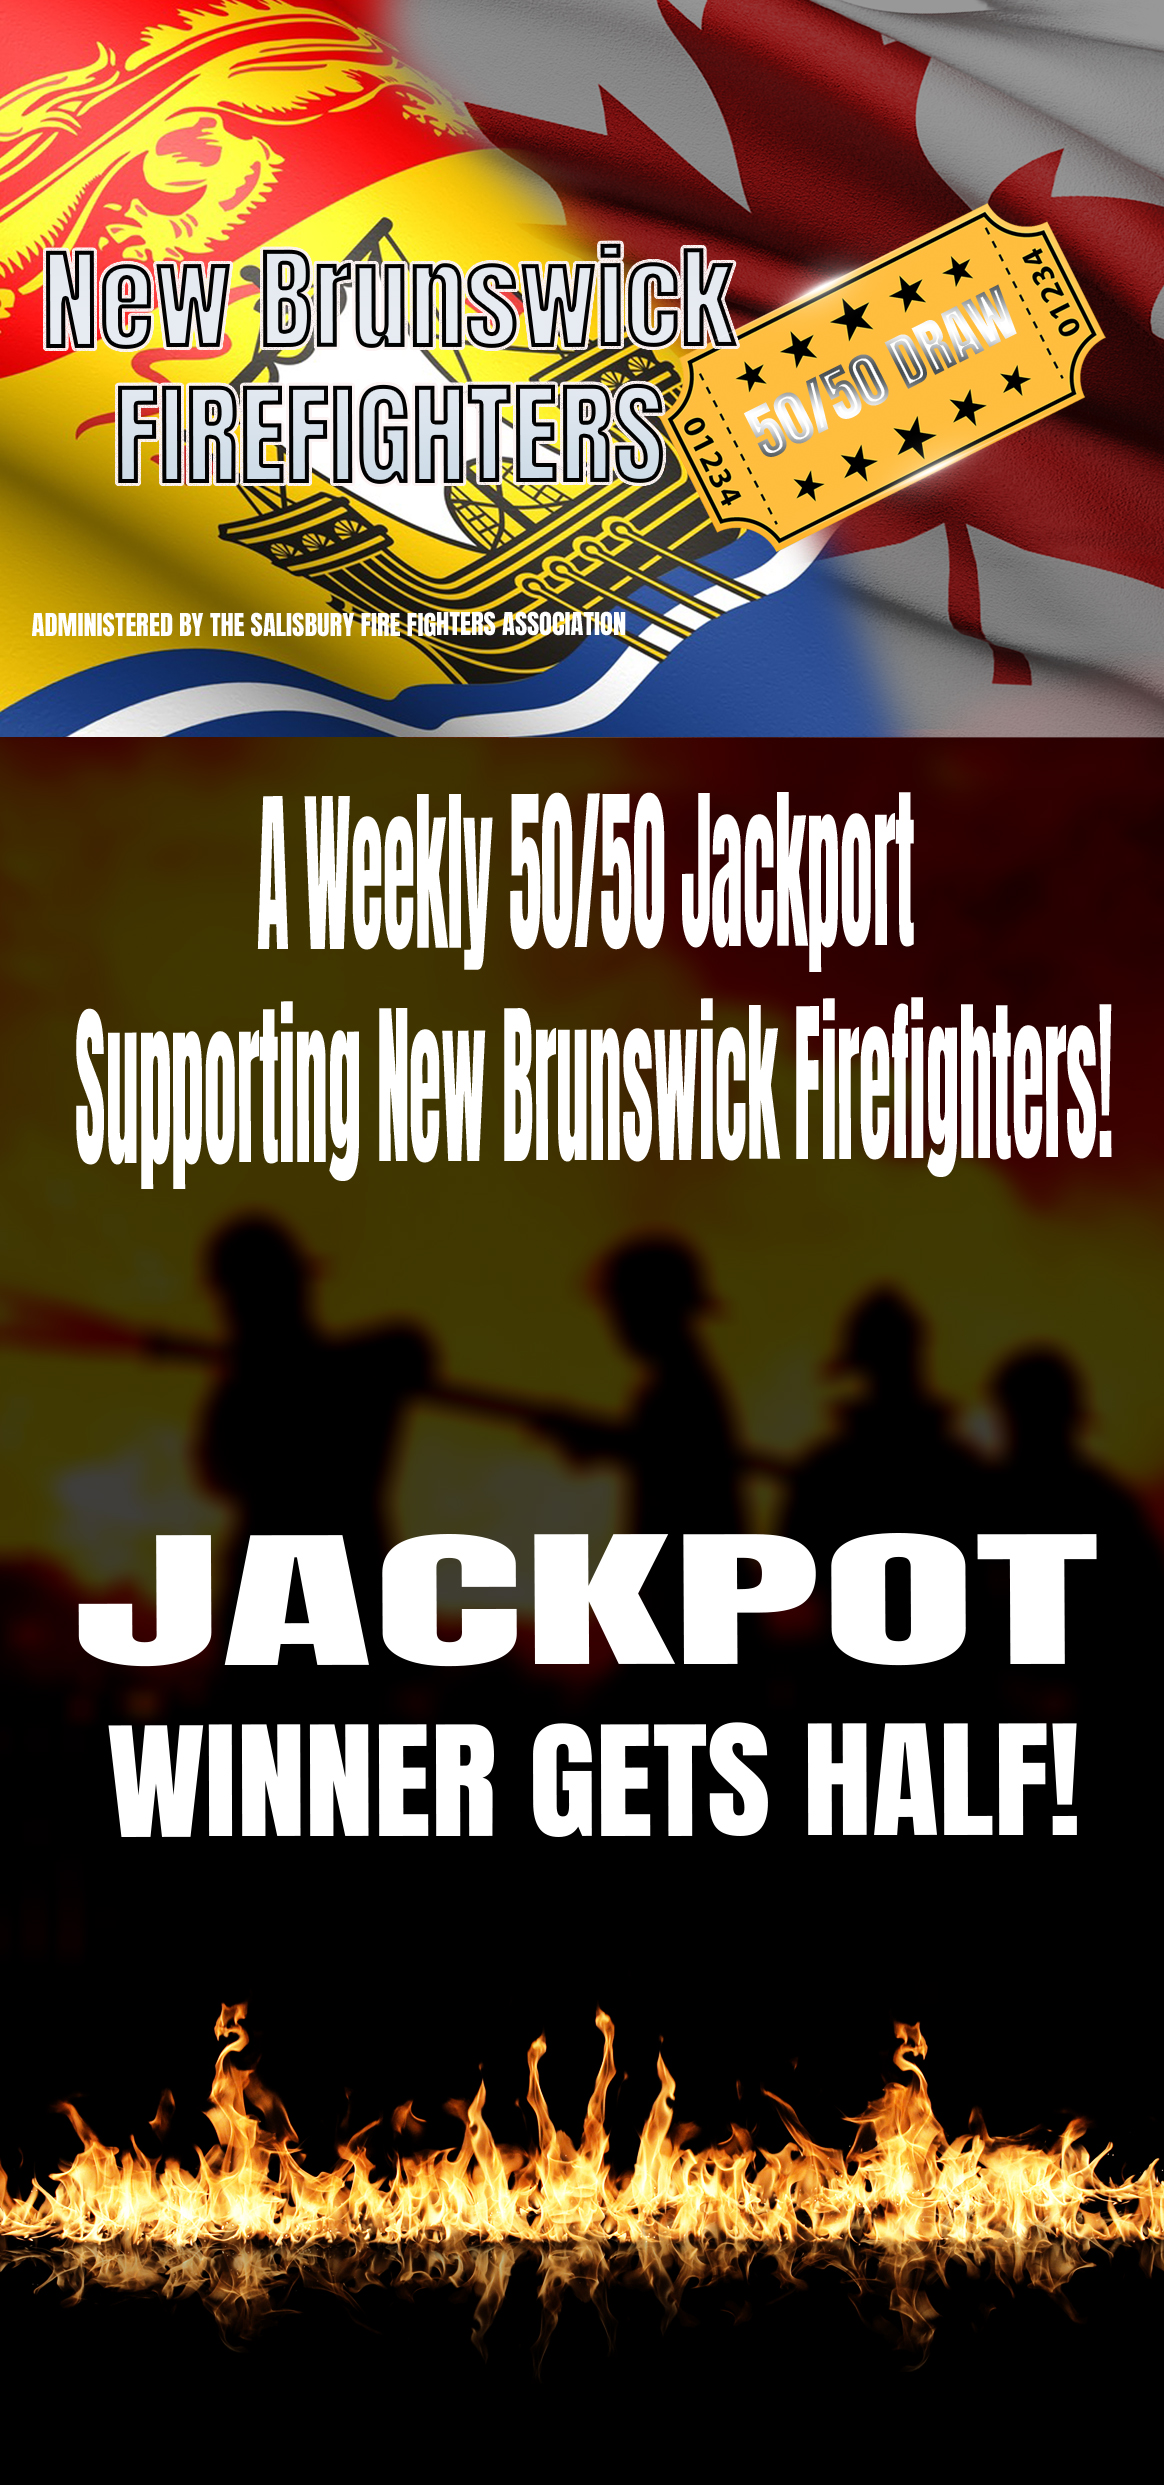 New Brunswick
FIREFIGHTERS
01234
50/50 DRAW
01234
ADMINISTERED BY THE SALISBURY FIRE FIGHTERS ASSOCIATION
A Weekly 50/50 Jackport
Supporting New Brunswick Firefighters!
JACKPOT
WINNER GETS HALF!